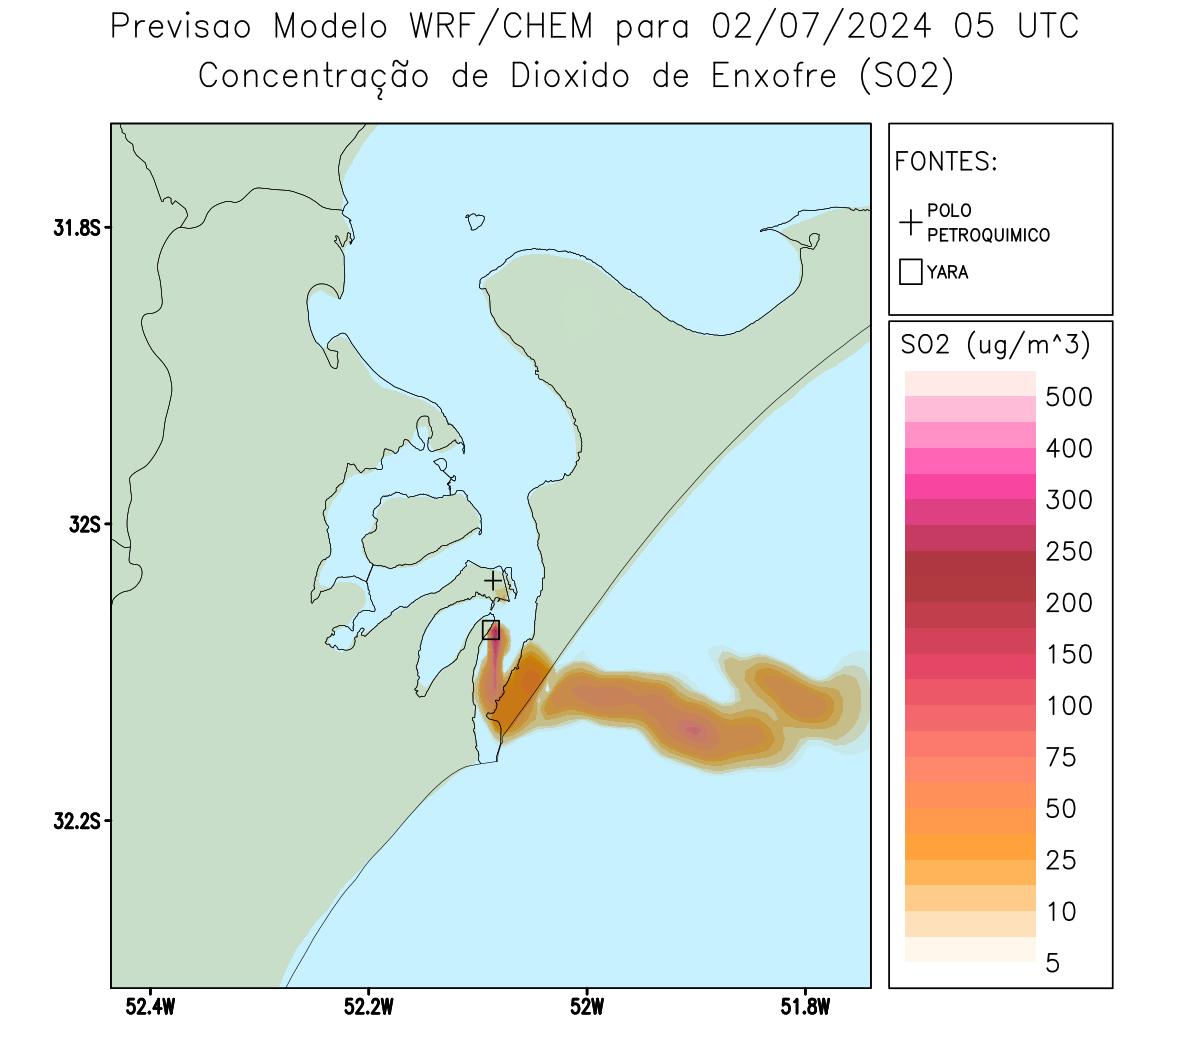 Previsao Modelo WRF/CHEM para 02/07/2024 05 UTC
Concentração de Dioxido de Enxofre (SO2)
FONTES:
POLO
PETROQUIMICO
YARA
31.8S
32S
32.2S
52.4W
52.2W
52W
51.8W
SO2 (ug/m^3)
500
400
300
250
200
150
100
75
50
25
10
5